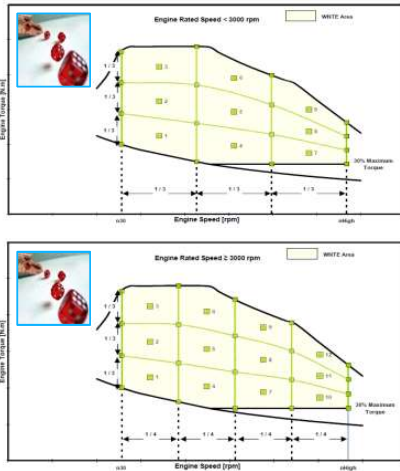 Engine Rated Speed < 3000 rpm
WNTE Area
Engine Torque [N.m]
1 / 3
1 / 3
1 / 3
3
6
9
2
5
8
1
4
7
30% Maximum
Torque
1 / 3
1 / 3
1 / 3
n30
Engine Speed [rpm]
nHigh
Engine Rated Speed ≥ 3000 rpm
WNTE Area
Engine Torque [N.m]
1 / 3
1 / 3
1 / 3
3
6
9
12
2
5
8
11
1
4
7
10
30% Maximum
Torque
1 / 4
1 / 4
1 / 4
1 / 4
n30
Engine Speed [rpm]
nHigh